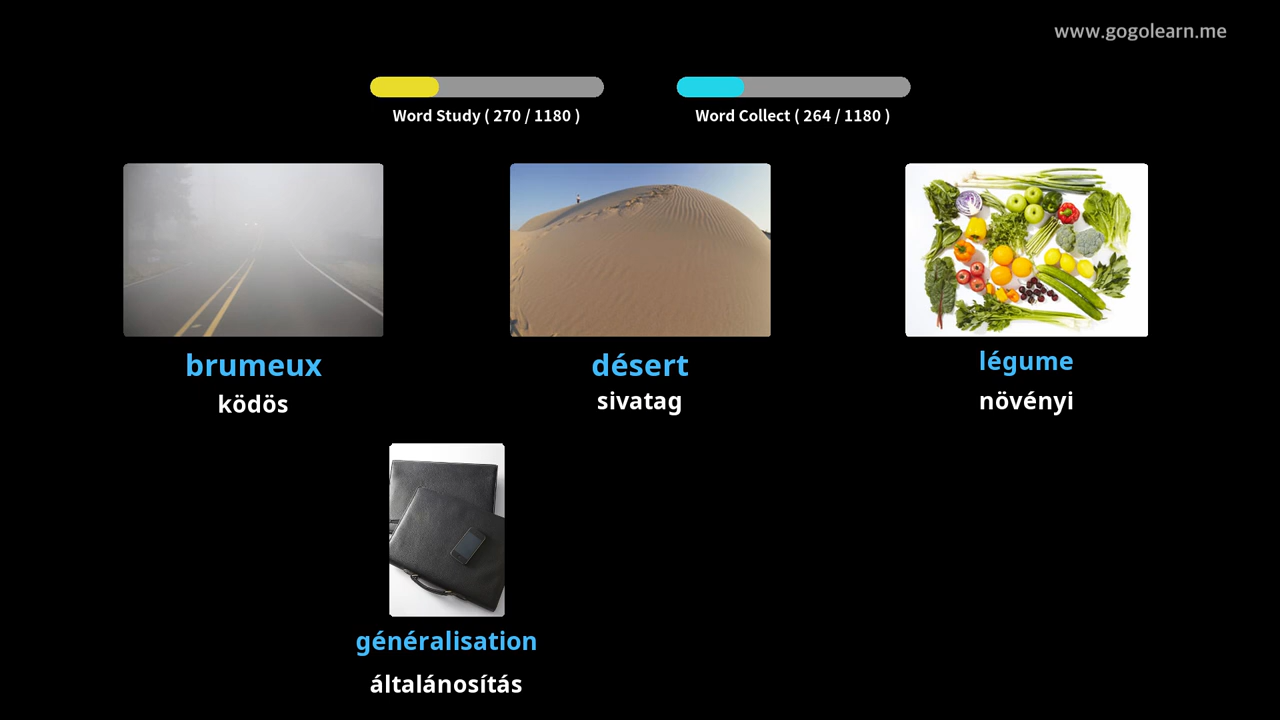 www.gogolearn.me
Word Study ( 270 / 1180 )
Word Collect ( 264 / 1180 )
brumeux
désert
légume
ködös
sivatag
növényi
généralisation
általánosítás